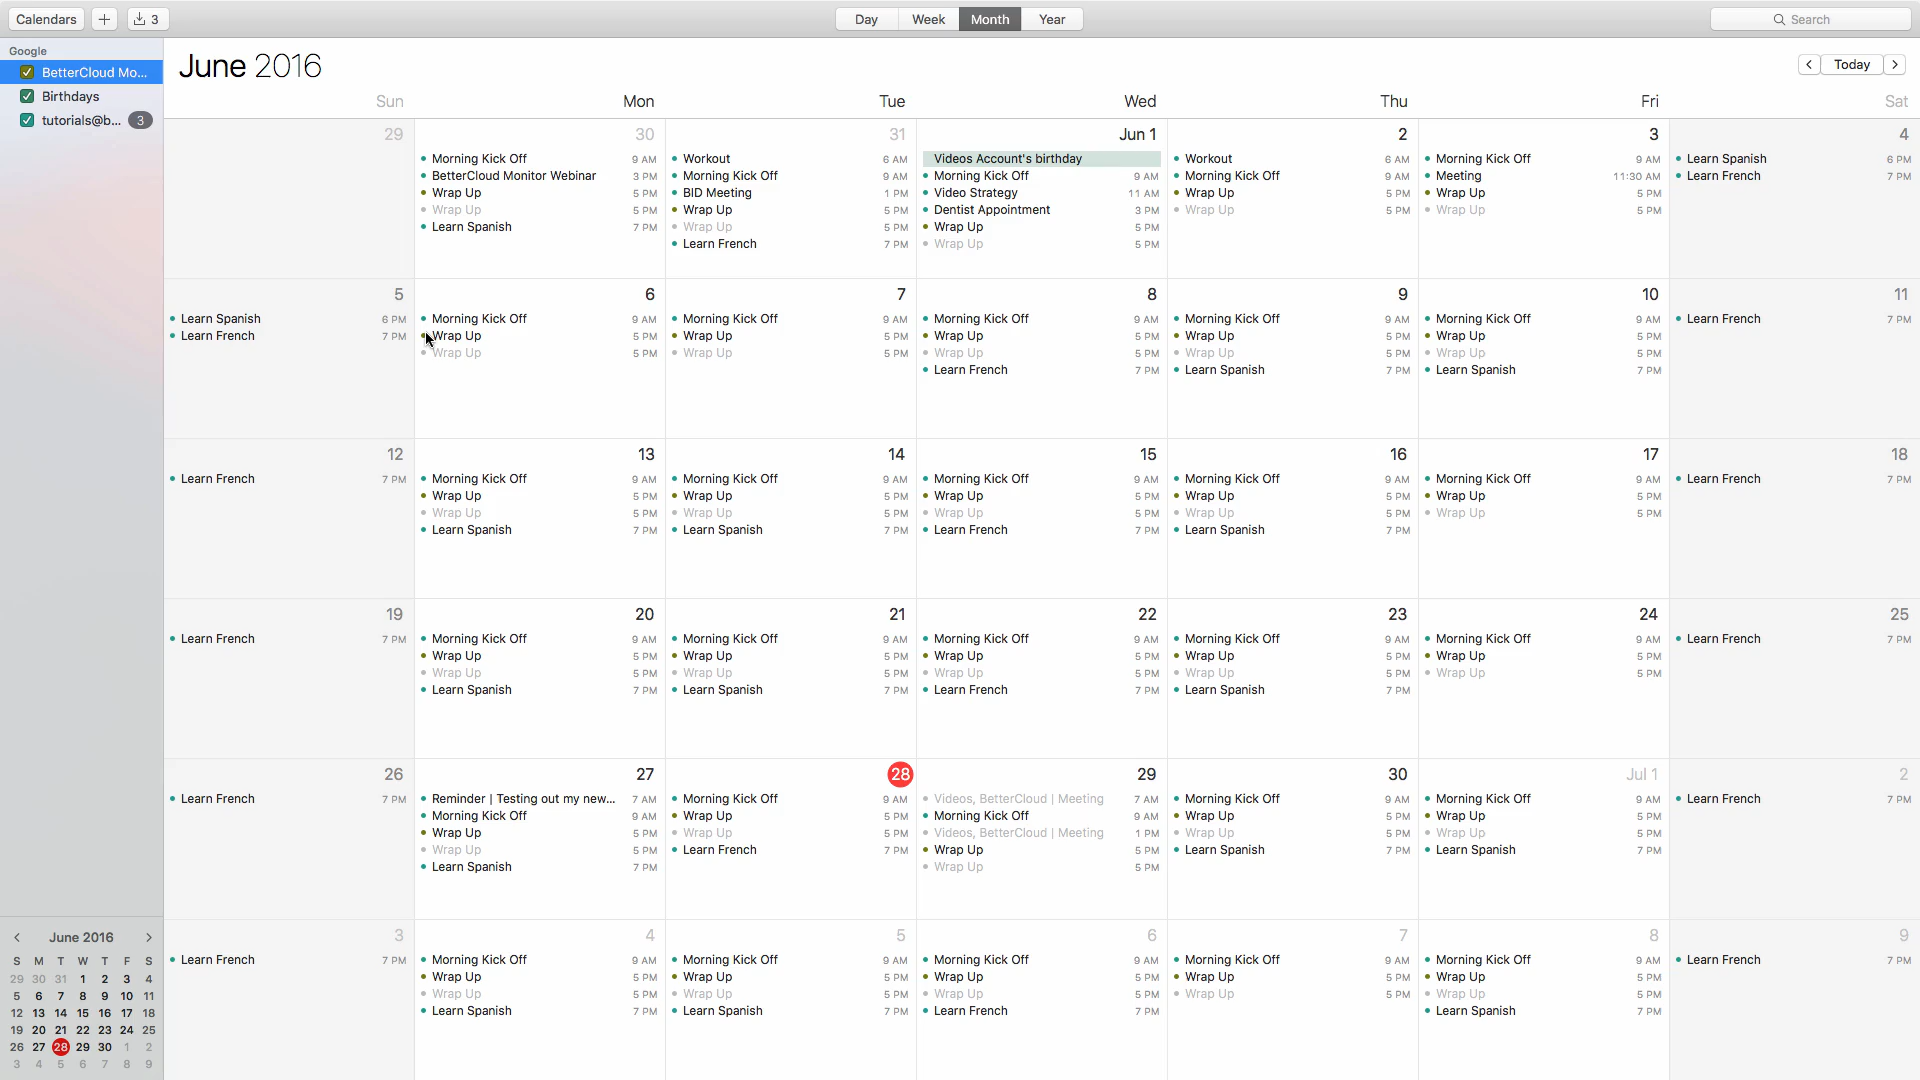 Calendars + 3 Day Week Month Year Search
Google
BetterCloud Mo...
Birthdays
tutorials@b... 3
June 2016
< Today >
Sun Mon Tue Wed Thu Fri Sat
29
30
Morning Kick Off 9 AM
BetterCloud Monitor Webinar 3 PM
Wrap Up 5 PM
Wrap Up 5 PM
Learn Spanish 7 PM
31
Workout 6 AM
Morning Kick Off 9 AM
BID Meeting 1 PM
Wrap Up 5 PM
Wrap Up 5 PM
Learn French 7 PM
Jun 1
Videos Account's birthday
Morning Kick Off 9 AM
Video Strategy 11 AM
Dentist Appointment 3 PM
Wrap Up 5 PM
Wrap Up 5 PM
2
Workout 6 AM
Morning Kick Off 9 AM
Wrap Up 5 PM
Wrap Up 5 PM
3
Morning Kick Off 9 AM
Meeting 11:30 AM
Wrap Up 5 PM
Wrap Up 5 PM
4
Learn Spanish 6 PM
Learn French 7 PM
5
Learn Spanish 6 PM
Learn French 7 PM
6
Morning Kick Off 9 AM
Wrap Up 5 PM
Wrap Up 5 PM
7
Morning Kick Off 9 AM
Wrap Up 5 PM
Wrap Up 5 PM
8
Morning Kick Off 9 AM
Wrap Up 5 PM
Wrap Up 5 PM
Learn French 7 PM
9
Morning Kick Off 9 AM
Wrap Up 5 PM
Wrap Up 5 PM
Learn Spanish 7 PM
10
Morning Kick Off 9 AM
Wrap Up 5 PM
Wrap Up 5 PM
Learn Spanish 7 PM
11
Learn French 7 PM
12
Learn French 7 PM
13
Morning Kick Off 9 AM
Wrap Up 5 PM
Wrap Up 5 PM
Learn Spanish 7 PM
14
Morning Kick Off 9 AM
Wrap Up 5 PM
Wrap Up 5 PM
Learn Spanish 7 PM
15
Morning Kick Off 9 AM
Wrap Up 5 PM
Wrap Up 5 PM
Learn French 7 PM
16
Morning Kick Off 9 AM
Wrap Up 5 PM
Wrap Up 5 PM
Learn Spanish 7 PM
17
Morning Kick Off 9 AM
Wrap Up 5 PM
Wrap Up 5 PM
18
Learn French 7 PM
19
Learn French 7 PM
20
Morning Kick Off 9 AM
Wrap Up 5 PM
Wrap Up 5 PM
Learn Spanish 7 PM
21
Morning Kick Off 9 AM
Wrap Up 5 PM
Wrap Up 5 PM
Learn Spanish 7 PM
22
Morning Kick Off 9 AM
Wrap Up 5 PM
Wrap Up 5 PM
Learn French 7 PM
23
Morning Kick Off 9 AM
Wrap Up 5 PM
Wrap Up 5 PM
Learn Spanish 7 PM
24
Morning Kick Off 9 AM
Wrap Up 5 PM
Wrap Up 5 PM
25
Learn French 7 PM
26
Learn French 7 PM
27
Reminder | Testing out my new... 7 AM
Morning Kick Off 9 AM
Wrap Up 5 PM
Wrap Up 5 PM
Learn Spanish 7 PM
28
Morning Kick Off 9 AM
Wrap Up 5 PM
Wrap Up 5 PM
Learn French 7 PM
29
Videos, BetterCloud | Meeting 7 AM
Morning Kick Off 9 AM
Videos, BetterCloud | Meeting 1 PM
Wrap Up 5 PM
Wrap Up 5 PM
30
Morning Kick Off 9 AM
Wrap Up 5 PM
Wrap Up 5 PM
Learn Spanish 7 PM
Jul 1
Morning Kick Off 9 AM
Wrap Up 5 PM
Wrap Up 5 PM
Learn Spanish 7 PM
2
Learn French 7 PM
3
Learn French 7 PM
4
Morning Kick Off 9 AM
Wrap Up 5 PM
Wrap Up 5 PM
Learn Spanish 7 PM
5
Morning Kick Off 9 AM
Wrap Up 5 PM
Wrap Up 5 PM
Learn Spanish 7 PM
6
Morning Kick Off 9 AM
Wrap Up 5 PM
Wrap Up 5 PM
Learn French 7 PM
7
Morning Kick Off 9 AM
Wrap Up 5 PM
Wrap Up 5 PM
8
Morning Kick Off 9 AM
Wrap Up 5 PM
Wrap Up 5 PM
Learn Spanish 7 PM
9
Learn French 7 PM
< June 2016 >
S M T W T F S
29 30 31 1 2 3 4
5 6 7 8 9 10 11
12 13 14 15 16 17 18
19 20 21 22 23 24 25
26 27 28 29 30 1 2
3 4 5 6 7 8 9